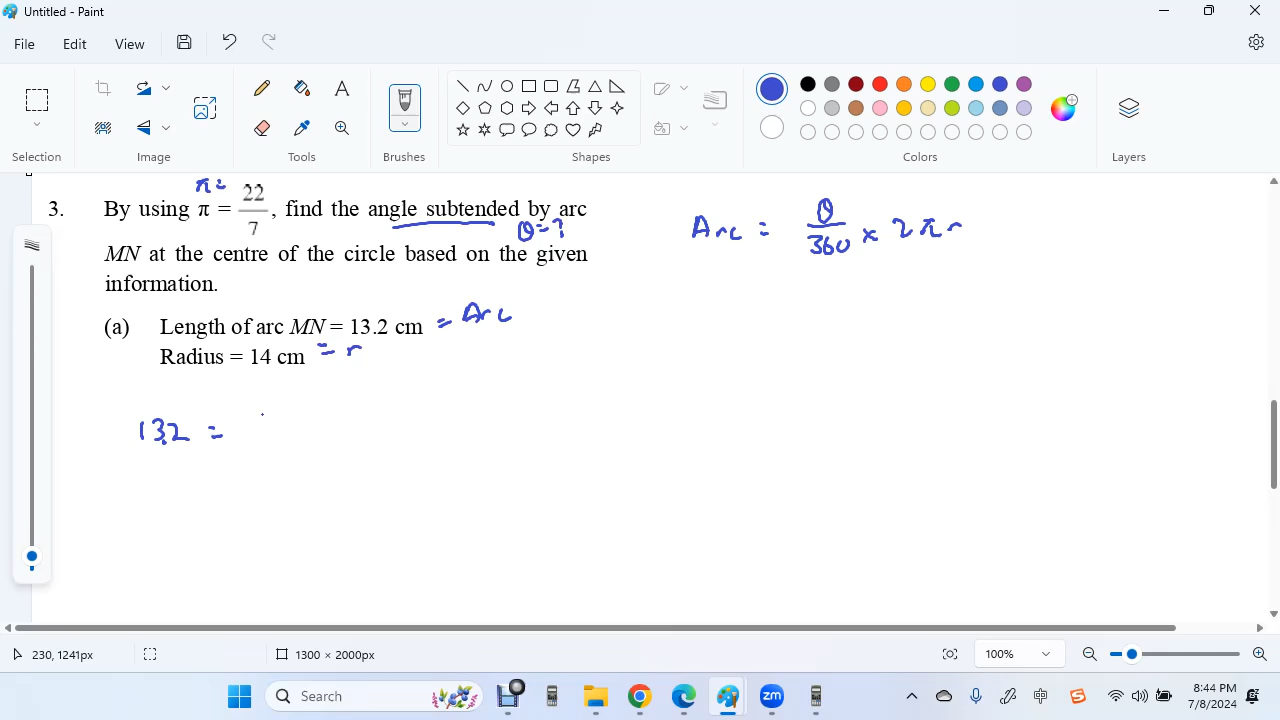 Untitled - Paint
File Edit View
Selection Image Tools Brushes Shapes Colors Layers
π =
3. By using π = 22/7, find the angle subtended by arc
θ = ?
MN at the centre of the circle based on the given
information.
Arc = θ/360 × 2πr
(a) Length of arc MN = 13.2 cm = Arc
Radius = 14 cm = r
13.2 =
230, 1241px 1300 × 2000px 100%
Search zm 中 S 8:44 PM
7/8/2024